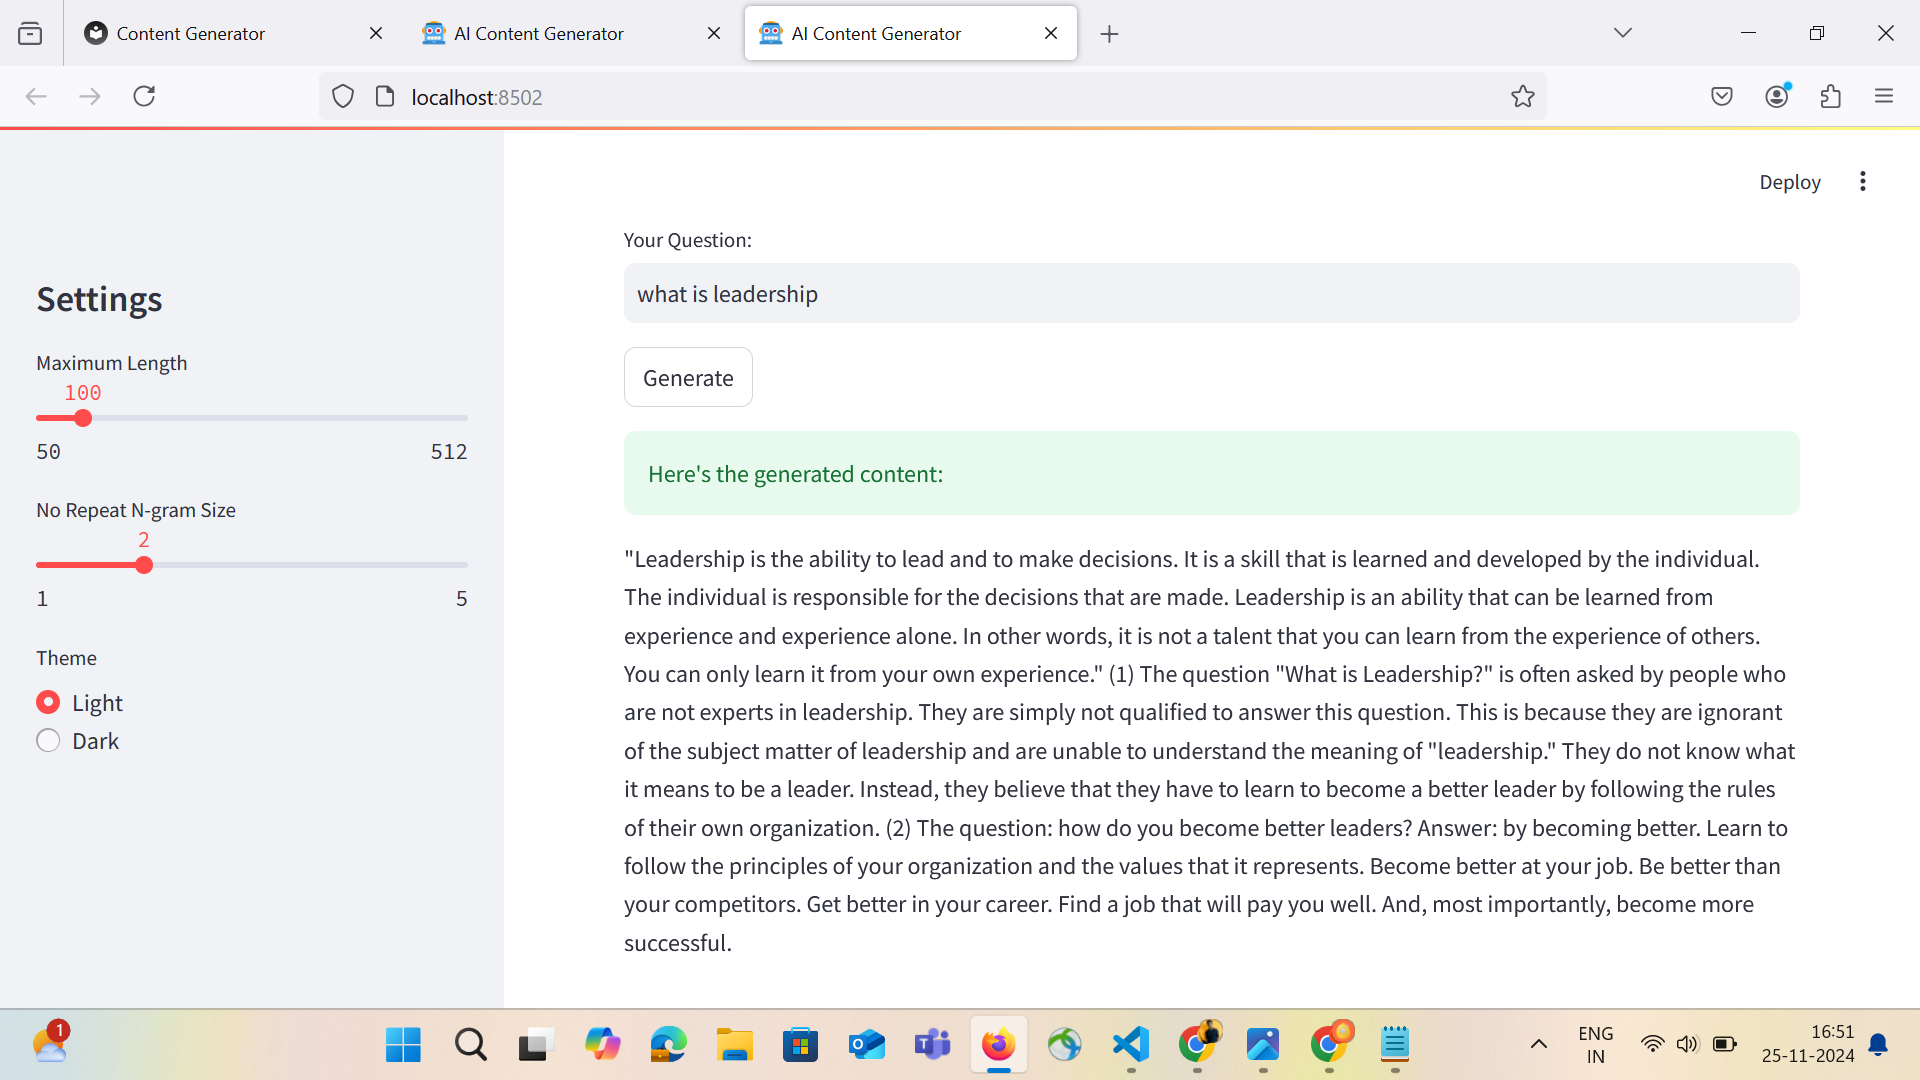 Content Generator
AI Content Generator
AI Content Generator
localhost:8502
Deploy
Settings
Maximum Length
100
50 512
No Repeat N-gram Size
2
1 5
Theme
Light
Dark
Your Question:
what is leadership
Generate
Here's the generated content:
"Leadership is the ability to lead and to make decisions. It is a skill that is learned and developed by the individual.
The individual is responsible for the decisions that are made. Leadership is an ability that can be learned from
experience and experience alone. In other words, it is not a talent that you can learn from the experience of others.
You can only learn it from your own experience." (1) The question "What is Leadership?" is often asked by people who
are not experts in leadership. They are simply not qualified to answer this question. This is because they are ignorant
of the subject matter of leadership and are unable to understand the meaning of "leadership." They do not know what
it means to be a leader. Instead, they believe that they have to learn to become a better leader by following the rules
of their own organization. (2) The question: how do you become better leaders? Answer: by becoming better. Learn to
follow the principles of your organization and the values that it represents. Become better at your job. Be better than
your competitors. Get better in your career. Find a job that will pay you well. And, most importantly, become more
successful.
1
ENG
IN
16:51
25-11-2024